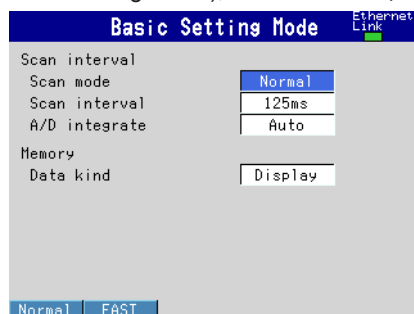 Basic Setting Mode
Ethernet
Link
Scan interval
Scan mode Normal
Scan interval 125ms
A/D integrate Auto
Memory
Data kind Display
Normal FAST